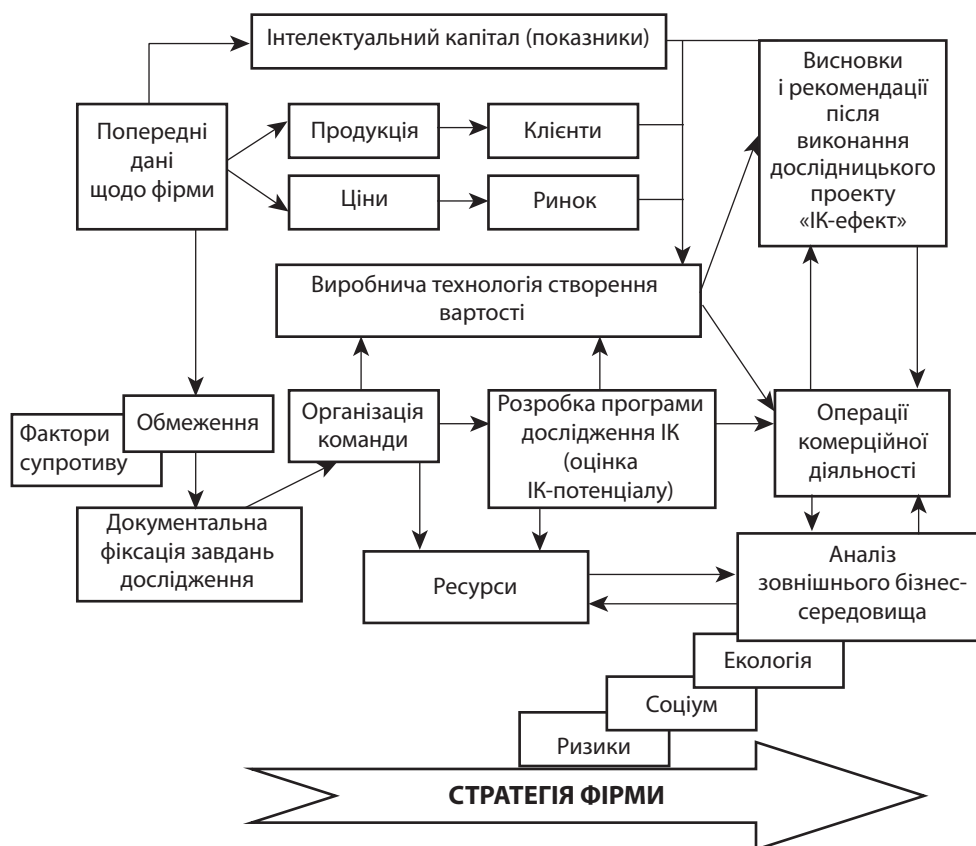 Інтелектуальний капітал (показники)
Висновки
і рекомендації
після
виконання
дослідницького
проекту
«ІК-ефект»
Попередні
дані
щодо фірми
Продукція
Клієнти
Ціни
Ринок
Виробнича технологія створення
вартості
Фактори
супротиву
Обмеження
Організація
команди
Розробка програми
дослідження ІК
(оцінка
ІК-потенціалу)
Операції
комерційної
діяльності
Документальна
фіксація завдань
дослідження
Ресурси
Аналіз
зовнішнього бізнес-
середовища
Екологія
Соціум
Ризики
СТРАТЕГІЯ ФІРМИ